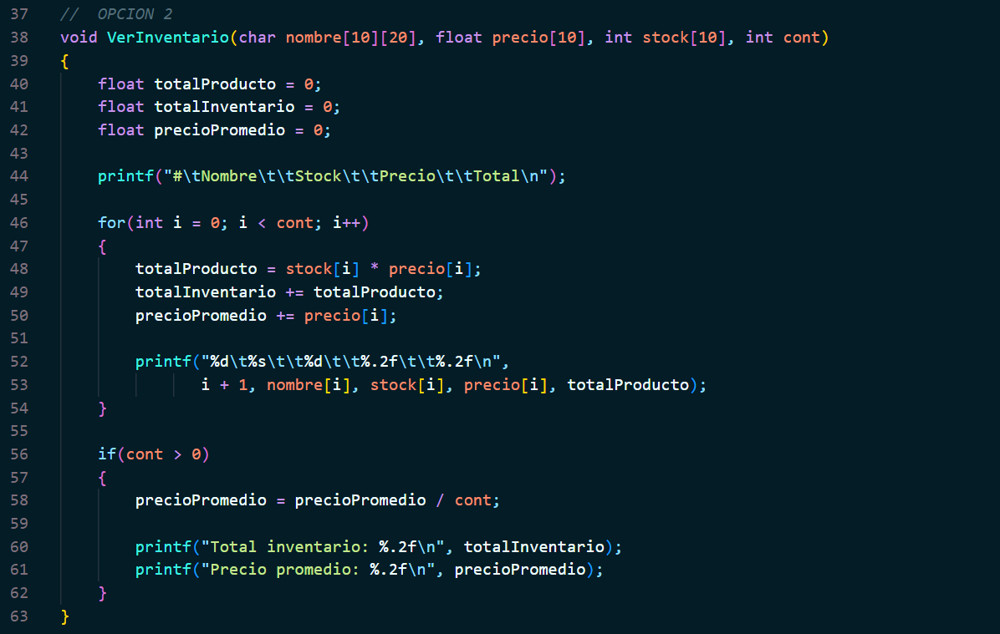 37 // OPCION 2
38 void VerInventario(char nombre[10][20], float precio[10], int stock[10], int cont)
39 {
40 float totalProducto = 0;
41 float totalInventario = 0;
42 float precioPromedio = 0;
43
44 printf("#\tNombre\t\tStock\t\tPrecio\t\tTotal\n");
45
46 for(int i = 0; i < cont; i++)
47 {
48 totalProducto = stock[i] * precio[i];
49 totalInventario += totalProducto;
50 precioPromedio += precio[i];
51
52 printf("%d\t%s\t\t%d\t\t%.2f\t\t%.2f\n",
53 i + 1, nombre[i], stock[i], precio[i], totalProducto);
54 }
55
56 if(cont > 0)
57 {
58 precioPromedio = precioPromedio / cont;
59
60 printf("Total inventario: %.2f\n", totalInventario);
61 printf("Precio promedio: %.2f\n", precioPromedio);
62 }
63 }